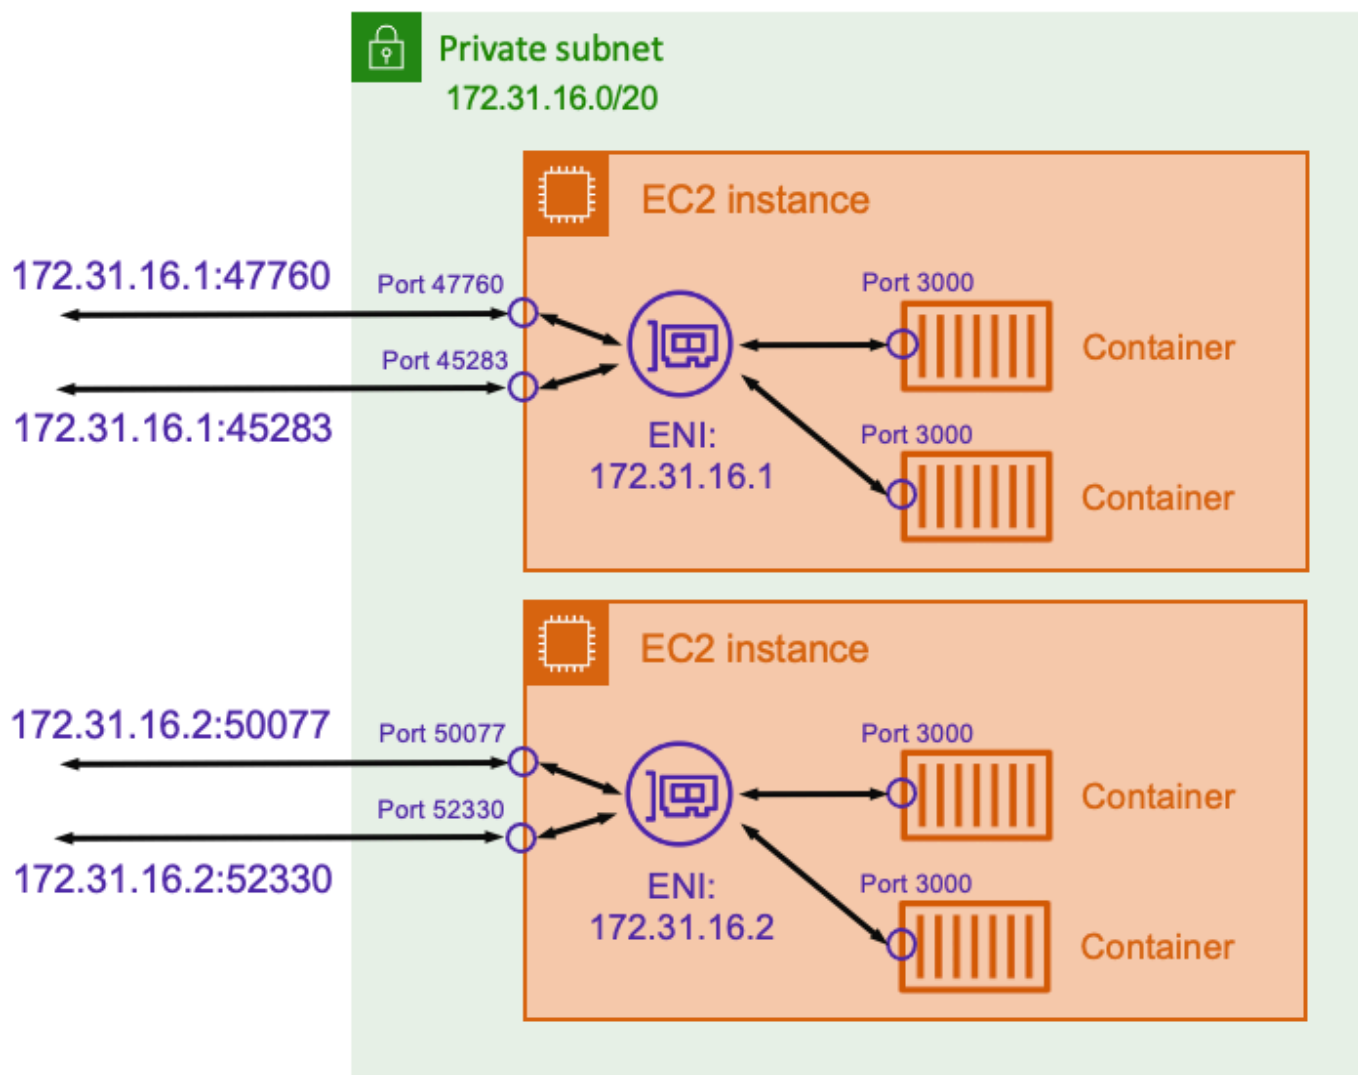 Private subnet
172.31.16.0/20
EC2 instance
172.31.16.1:47760
Port 47760
Port 3000
Container
Port 45283
172.31.16.1:45283
ENI:
172.31.16.1
Port 3000
Container
EC2 instance
172.31.16.2:50077
Port 50077
Port 3000
Container
Port 52330
172.31.16.2:52330
ENI:
172.31.16.2
Port 3000
Container